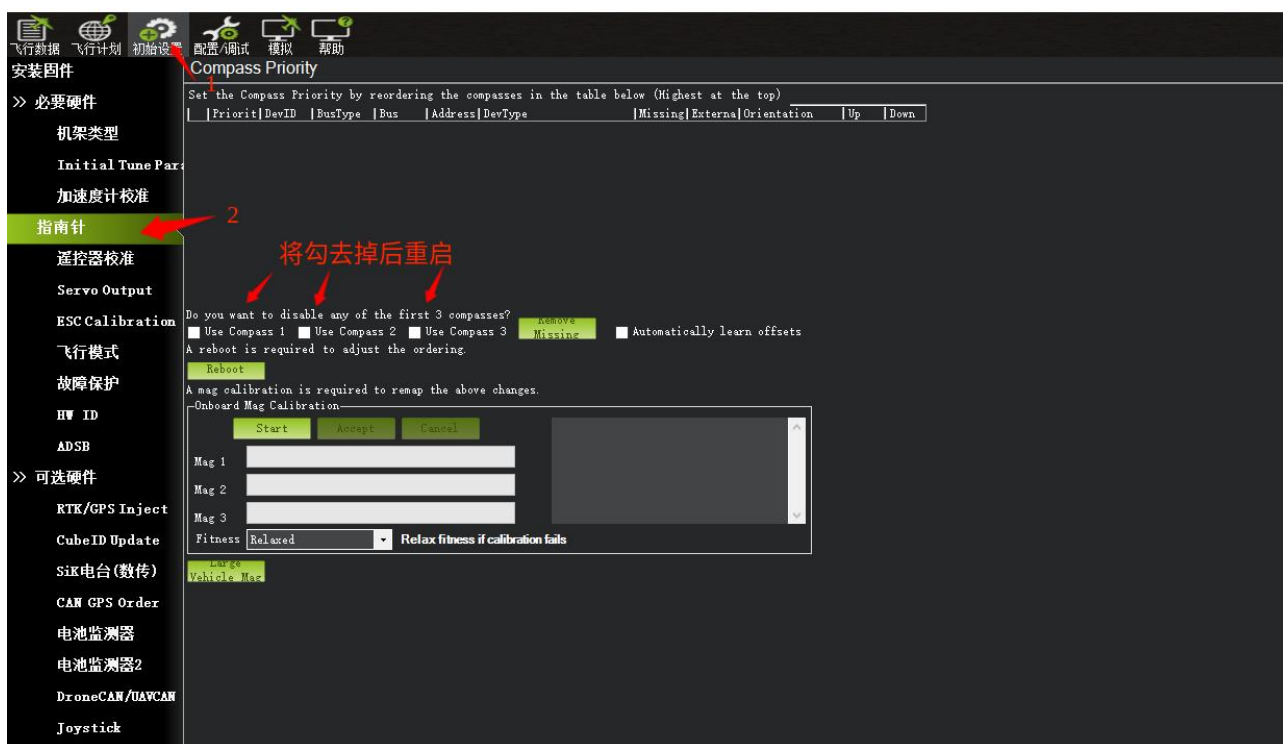 飞行数据 飞行计划 初始设置 配置/调试 模拟 帮助
安装固件
Compass Priority
1
Set the Compass Priority by reordering the compasses in the table below (Highest at the top)
>> 必要硬件
Priorit DevID BusType Bus Address DevType Missing Externa Orientation Up Down
机架类型
Initial Tune Para
加速度计校准
指南针
2
遥控器校准
将勾去掉后重启
Servo Output
Do you want to disable any of the first 3 compasses?
ESC Calibration
Use Compass 1 Use Compass 2 Use Compass 3 Remove Missing Automatically learn offsets
飞行模式
A reboot is required to adjust the ordering.
Reboot
故障保护
A mag calibration is required to remap the above changes.
Onboard Mag Calibration
HW ID
Start Accept Cancel
ADSB
Mag 1
>> 可选硬件
Mag 2
RTK/GPS Inject
Mag 3
CubeID Update
Fitness Relaxed Relax fitness if calibration fails
SiK电台(数传)
Large Vehicle Mag
CAN GPS Order
电池监测器
电池监测器2
DroneCAN/UAVCAN
Joystick